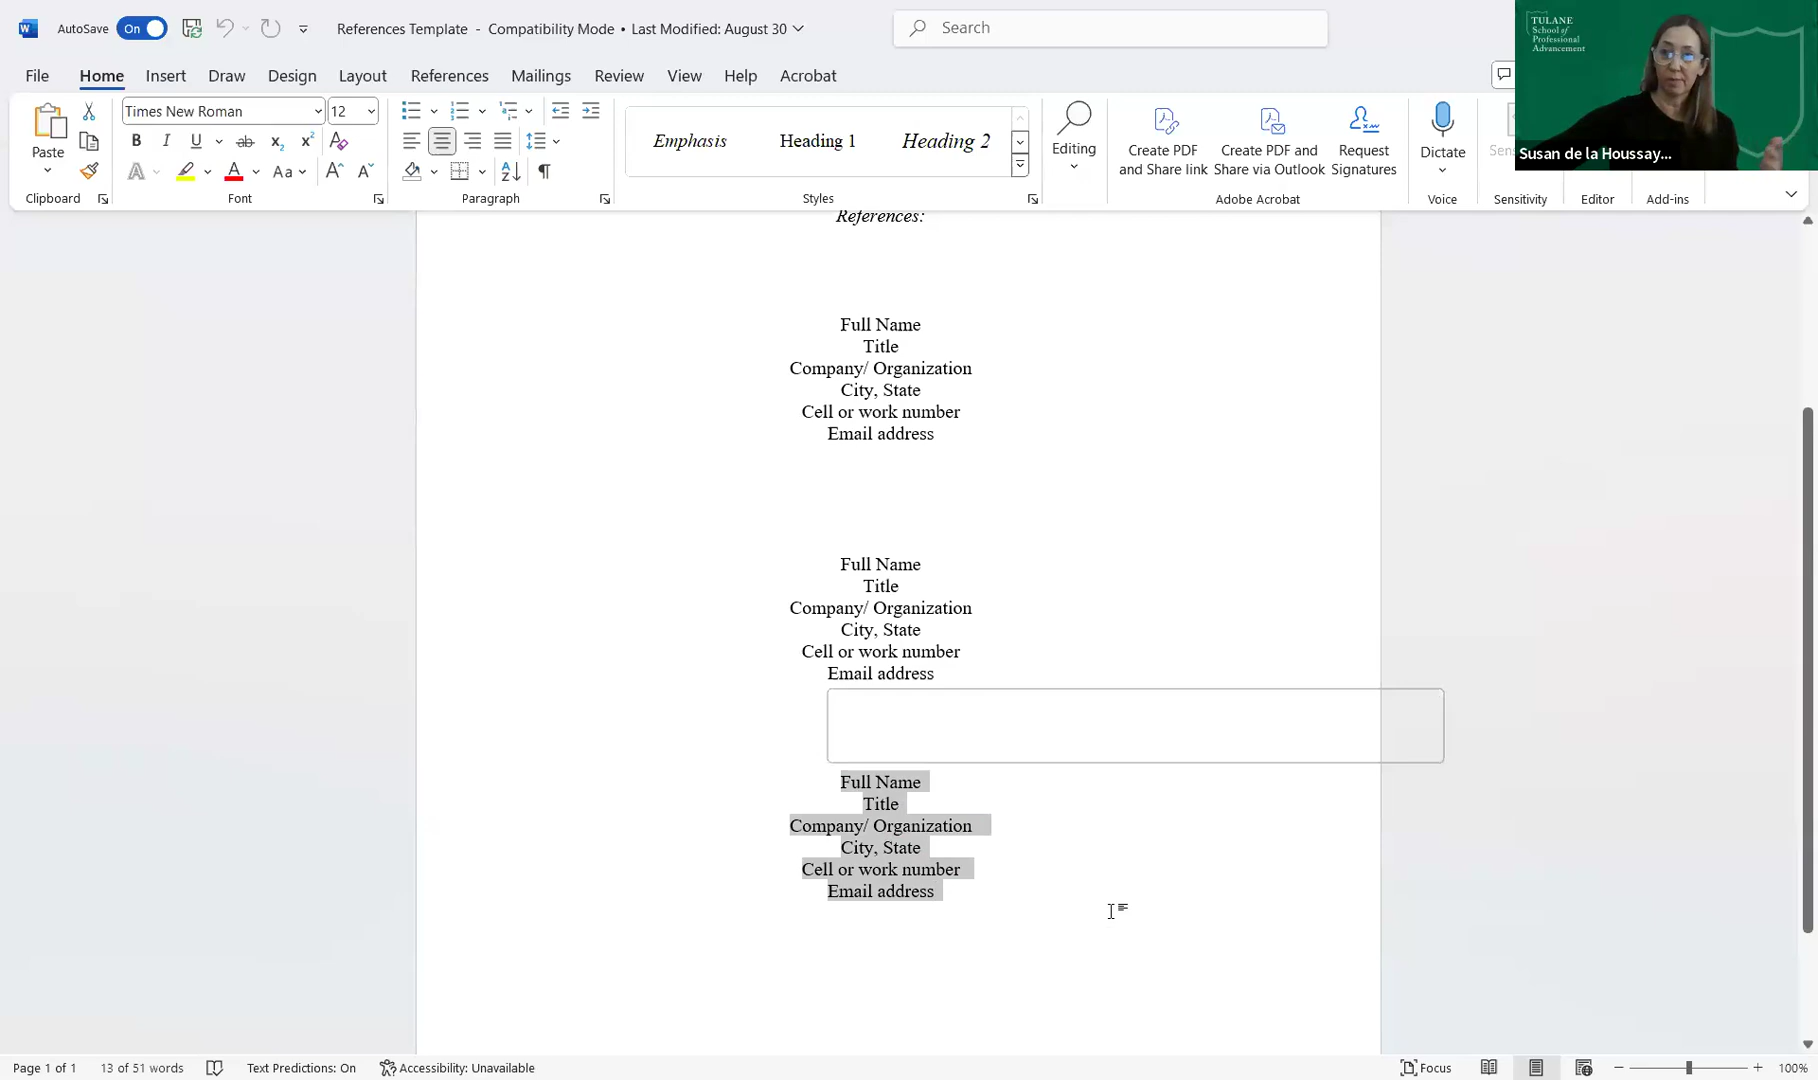 AutoSave On References Template - Compatibility Mode • Last Modified: August 30 Search
TULANE
School of
Professional
Advancement
File Home Insert Draw Design Layout References Mailings Review View Help Acrobat
Times New Roman 12
Paste
Emphasis Heading 1 Heading 2
Editing
Create PDF
and Share link
Create PDF and
Share via Outlook
Request
Signatures
Dictate
Susan de la Houssay...
Clipboard Font Paragraph Styles Adobe Acrobat Voice Sensitivity Editor Add-ins
References:
Full Name
Title
Company/ Organization
City, State
Cell or work number
Email address
Full Name
Title
Company/ Organization
City, State
Cell or work number
Email address
Full Name
Title
Company/ Organization
City, State
Cell or work number
Email address
Page 1 of 1 13 of 51 words Text Predictions: On Accessibility: Unavailable Focus 100%